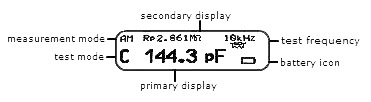 secondary display
measurement mode
AM Rp2.861MΩ 10kHz
test frequency
test mode
C 144.3 pF
battery icon
primary display